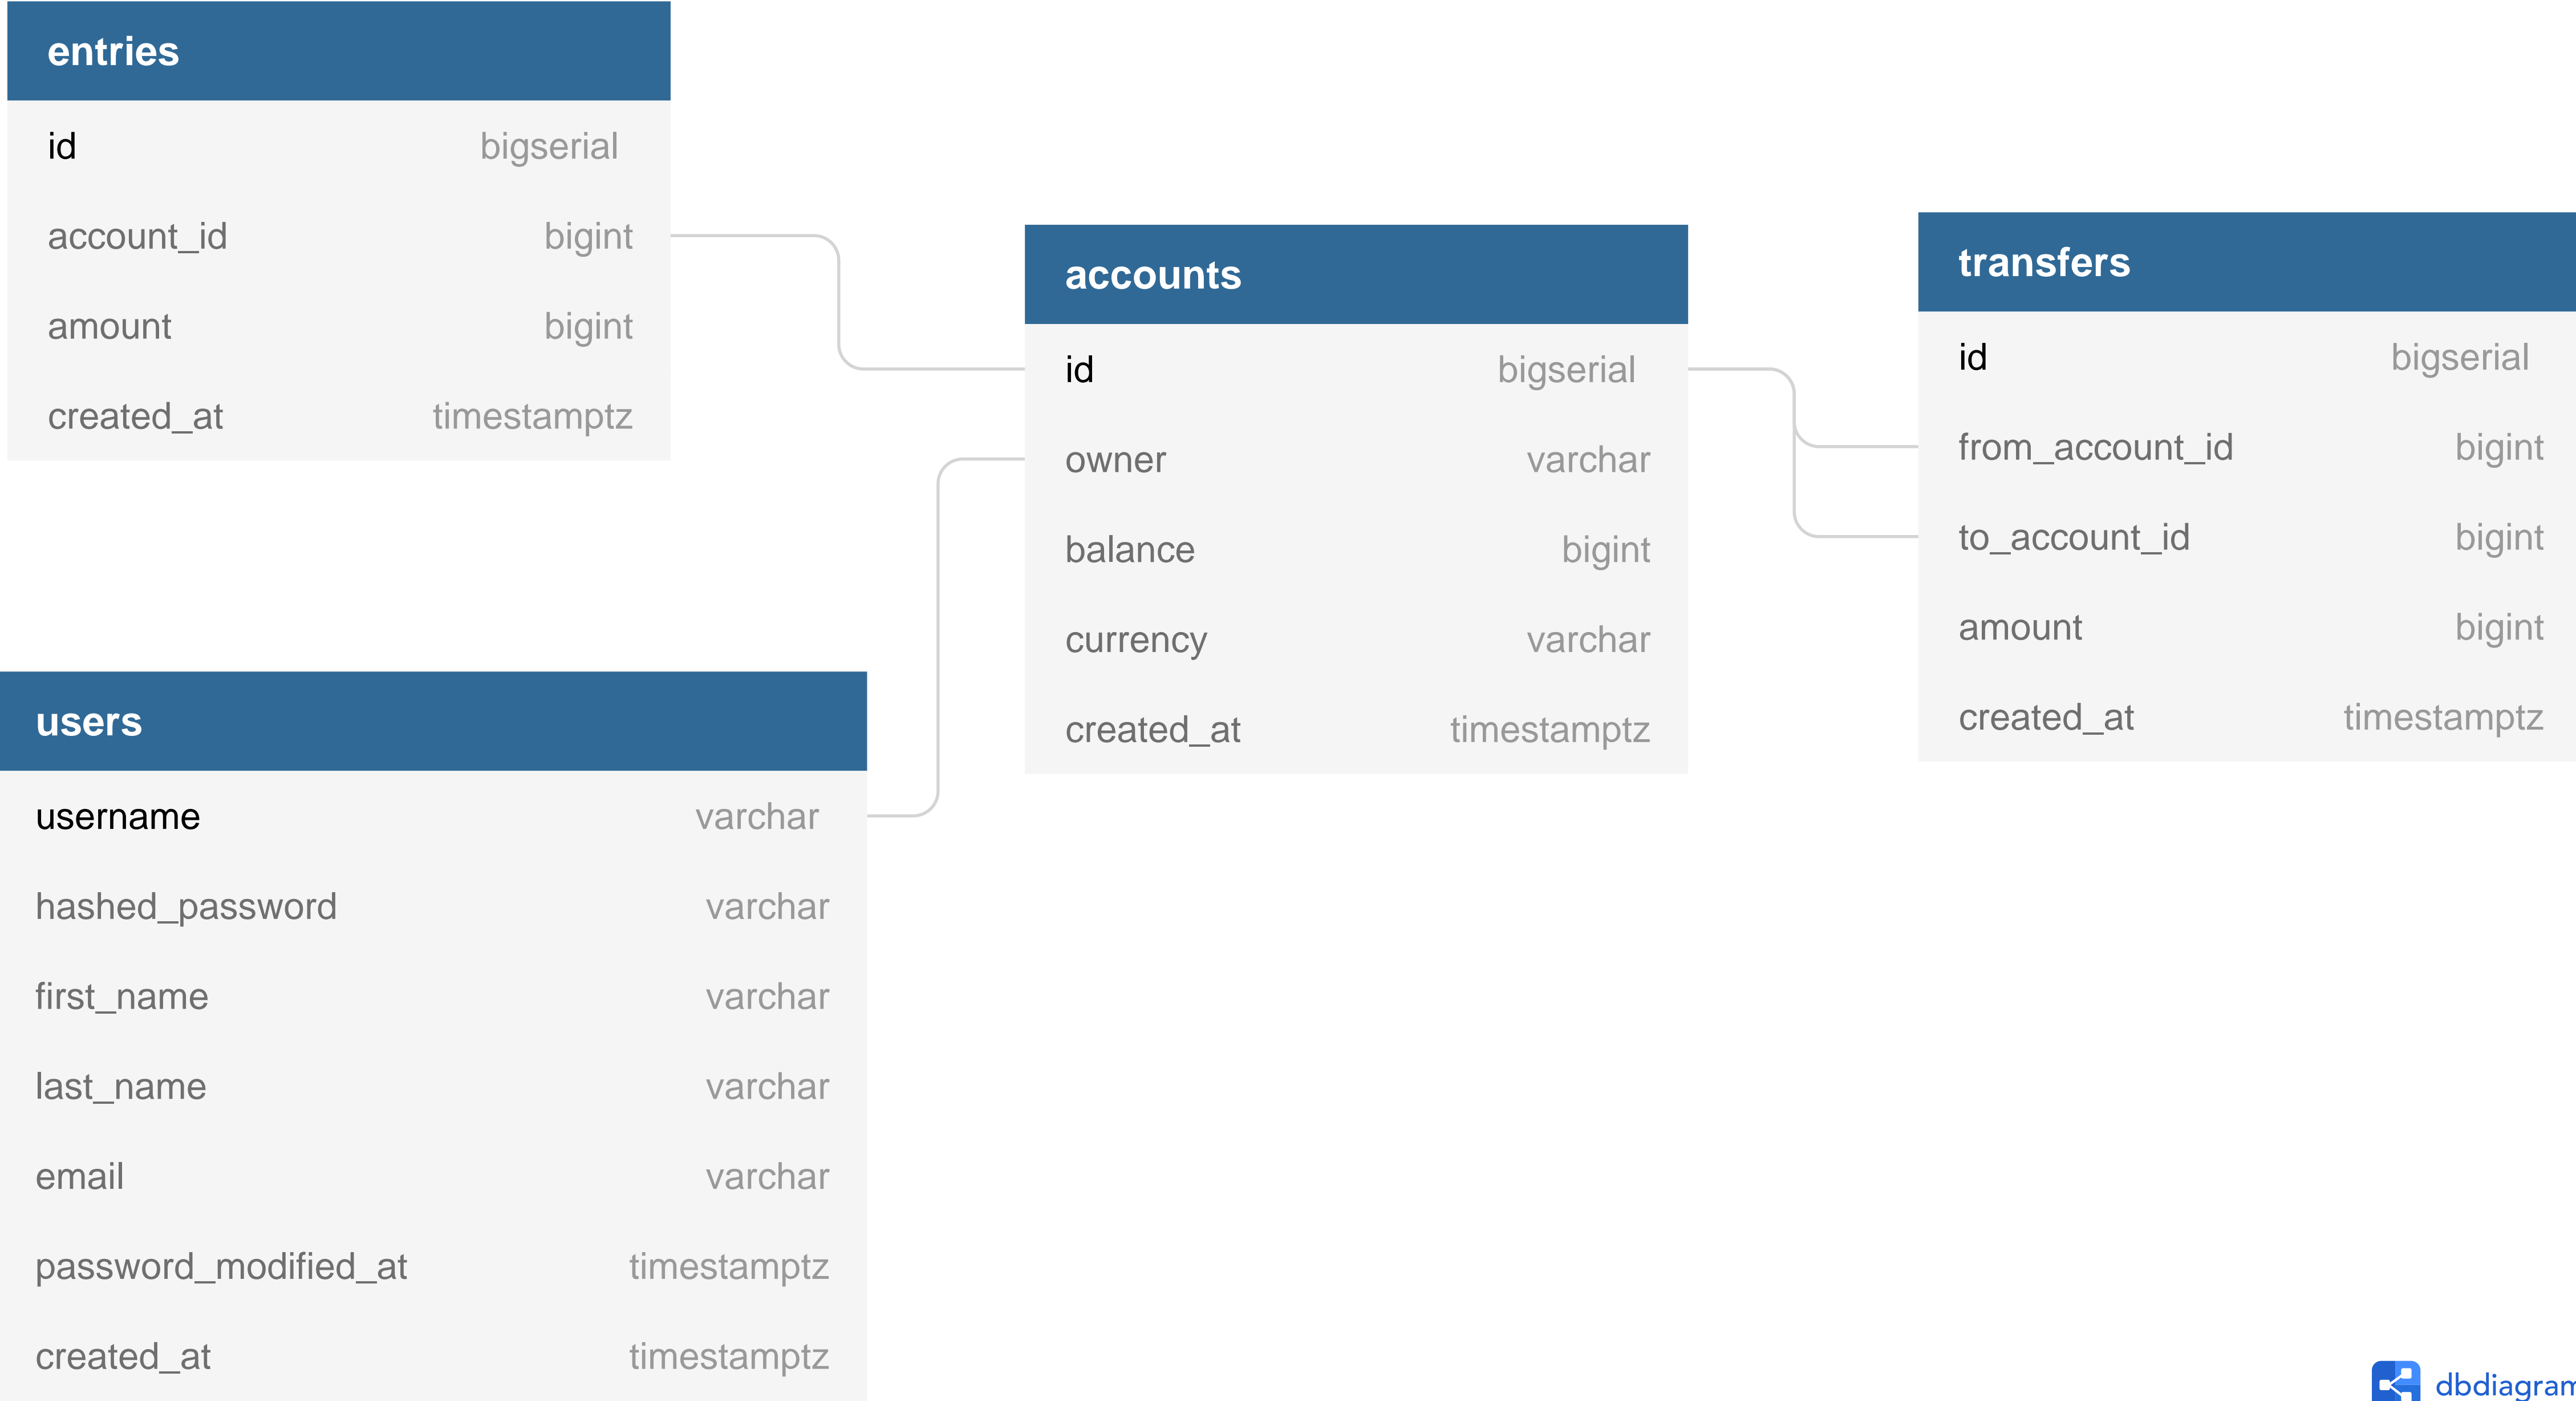 entries
id bigserial
account_id bigint
amount bigint
created_at timestamptz
accounts
id bigserial
owner varchar
balance bigint
currency varchar
created_at timestamptz
transfers
id bigserial
from_account_id bigint
to_account_id bigint
amount bigint
created_at timestamptz
users
username varchar
hashed_password varchar
first_name varchar
last_name varchar
email varchar
password_modified_at timestamptz
created_at timestamptz
dbdiagram